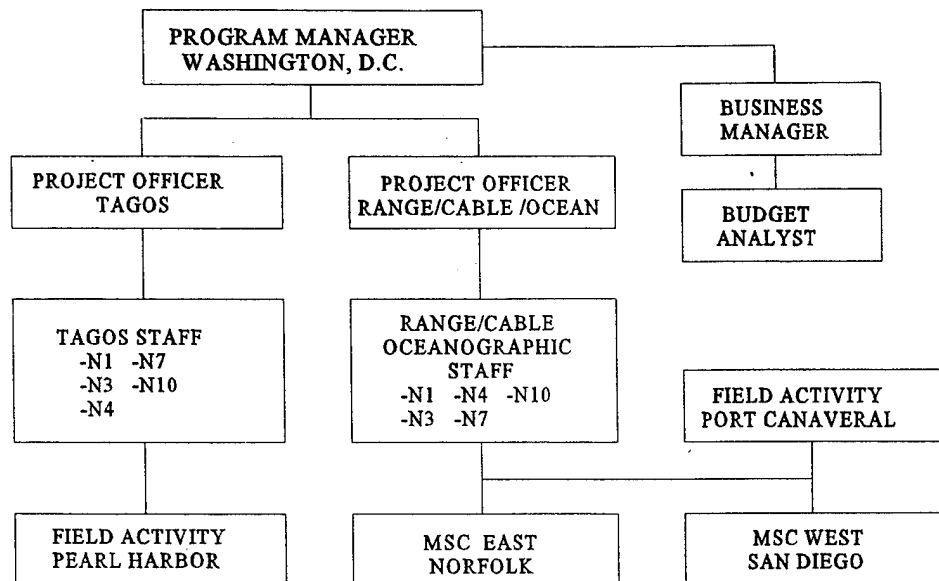 PROGRAM MANAGER
WASHINGTON, D.C.
BUSINESS
MANAGER
PROJECT OFFICER
TAGOS
PROJECT OFFICER
RANGE/CABLE /OCEAN
BUDGET
ANALYST
TAGOS STAFF
-N1 -N7
-N3 -N10
-N4
RANGE/CABLE
OCEANOGRAPHIC
STAFF
-N1 -N4 -N10
-N3 -N7
FIELD ACTIVITY
PORT CANAVERAL
FIELD ACTIVITY
PEARL HARBOR
MSC EAST
NORFOLK
MSC WEST
SAN DIEGO